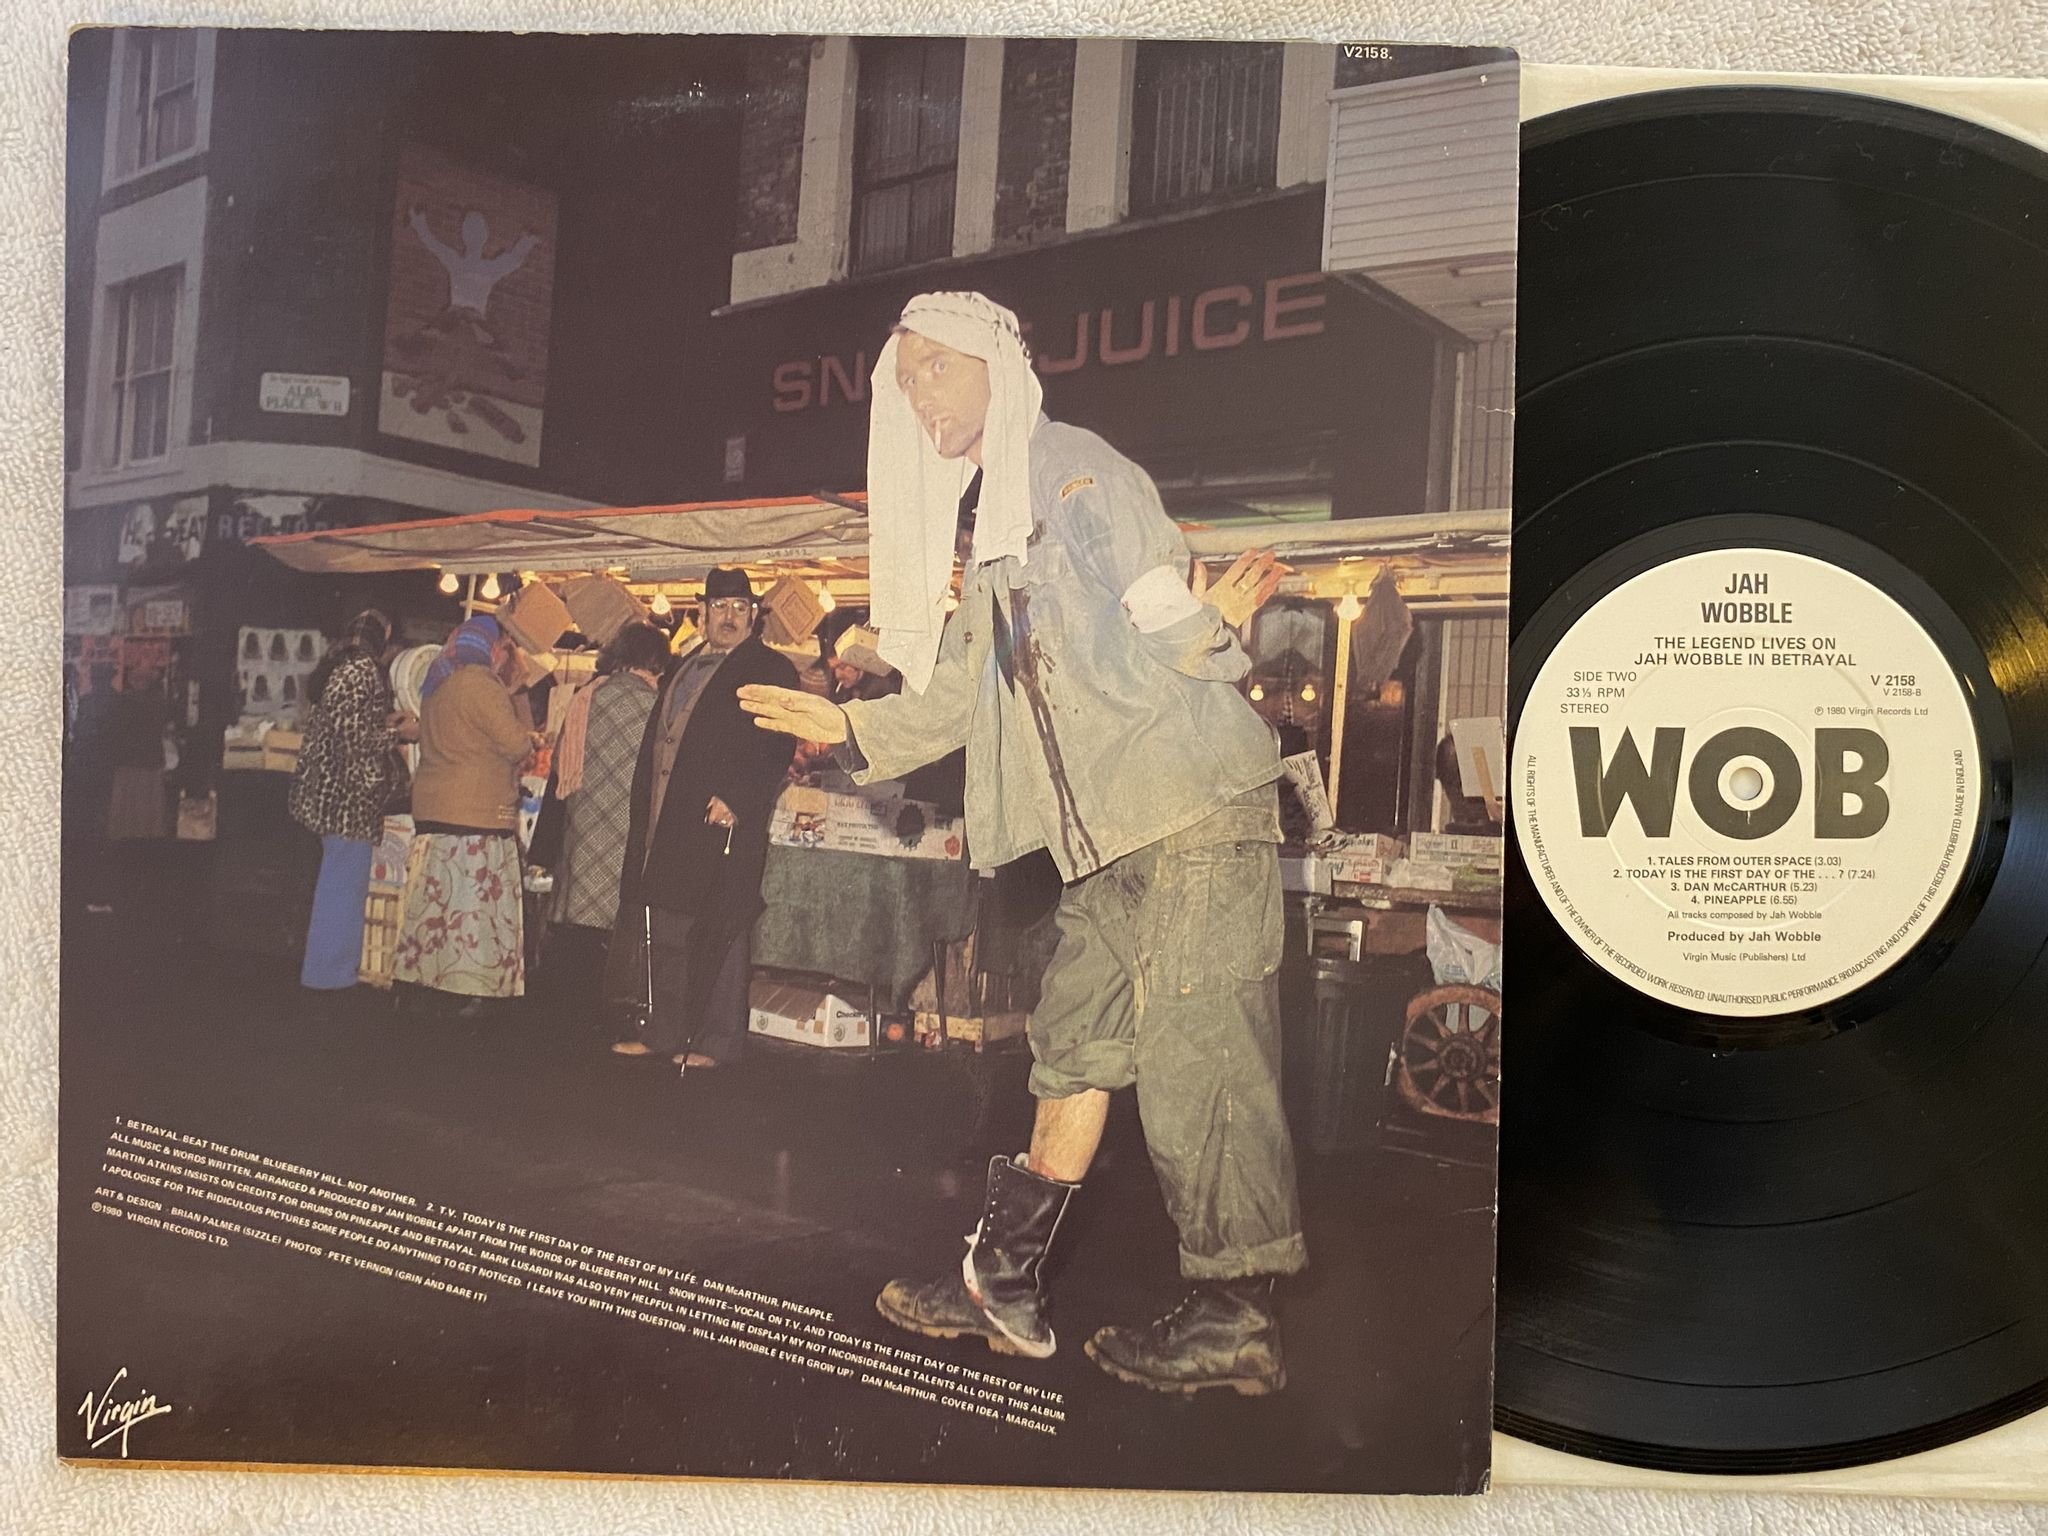 V2158.
ALBA
PLACE W11
SN
JUICE
REC
1. BETRAYAL. BEAT THE DRUM. BLUEBERRY HILL. NOT ANOTHER. 2. T.V. TODAY IS THE FIRST DAY OF THE REST OF MY LIFE. DAN McARTHUR. PINEAPPLE.
ALL MUSIC & WORDS WRITTEN, ARRANGED & PRODUCED BY JAH WOBBLE APART FROM THE WORDS OF BLUEBERRY HILL. SNOW WHITE–VOCAL ON T.V. AND TODAY IS THE FIRST DAY OF THE REST OF MY LIFE.
MARTIN ATKINS INSISTS ON CREDITS FOR DRUMS ON PINEAPPLE AND BETRAYAL. MARK LUSARDI WAS ALSO VERY HELPFUL IN LETTING ME DISPLAY MY NOT INCONSIDERABLE TALENTS ALL OVER THIS ALBUM.
I APOLOGISE FOR THE RIDICULOUS PICTURES SOME PEOPLE DO ANYTHING TO GET NOTICED. I LEAVE YOU WITH THIS QUESTION - WILL JAH WOBBLE EVER GROW UP? DAN McARTHUR. COVER IDEA - MARGAUX.
ART & DESIGN - BRIAN PALMER (SIZZLE) PHOTOS - PETE VERNON (GRIN AND BARE IT)
℗1980 VIRGIN RECORDS LTD.
Virgin
JAH
WOBBLE
THE LEGEND LIVES ON
JAH WOBBLE IN BETRAYAL
SIDE TWO
33⅓ RPM
STEREO
V 2158
V 2158-B
℗ 1980 Virgin Records Ltd
WOB
1. TALES FROM OUTER SPACE (3.03)
2. TODAY IS THE FIRST DAY OF THE . . . ? (7.24)
3. DAN McCARTHUR (5.23)
4. PINEAPPLE (6.55)
All tracks composed by Jah Wobble
Produced by Jah Wobble
Virgin Music (Publishers) Ltd
ALL RIGHTS OF THE MANUFACTURER AND OF THE OWNER OF THE RECORDED WORK RESERVED UNAUTHORISED PUBLIC PERFORMANCE BROADCASTING AND COPYING OF THIS RECORD PROHIBITED MADE IN ENGLAND